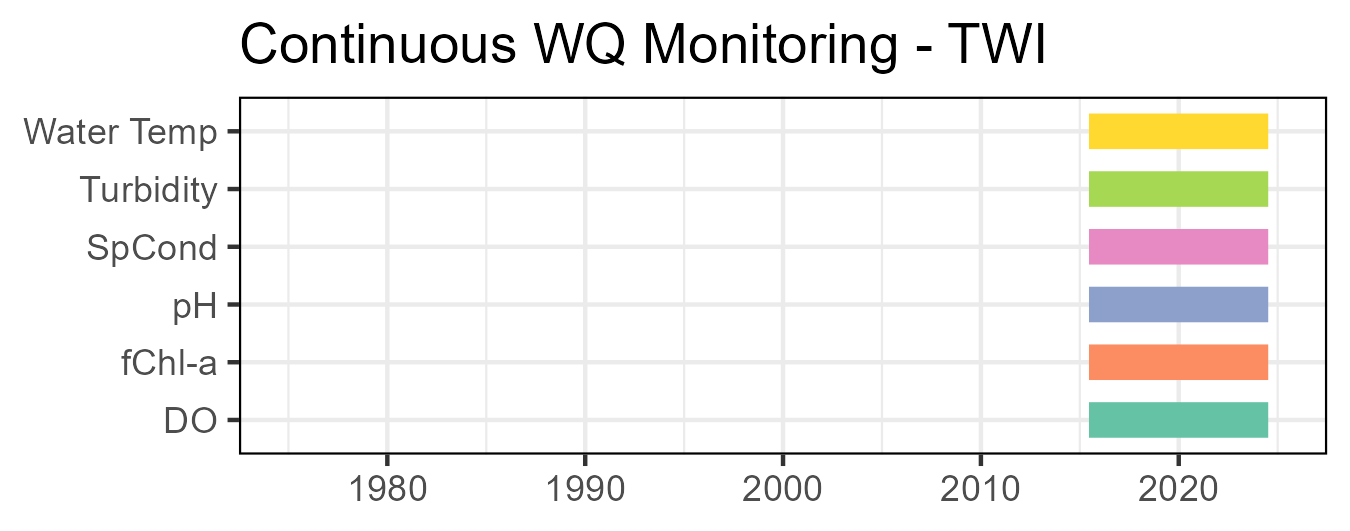 Continuous WQ Monitoring - TWI
Water Temp
Turbidity
SpCond
pH
fChl-a
DO
1980 1990 2000 2010 2020